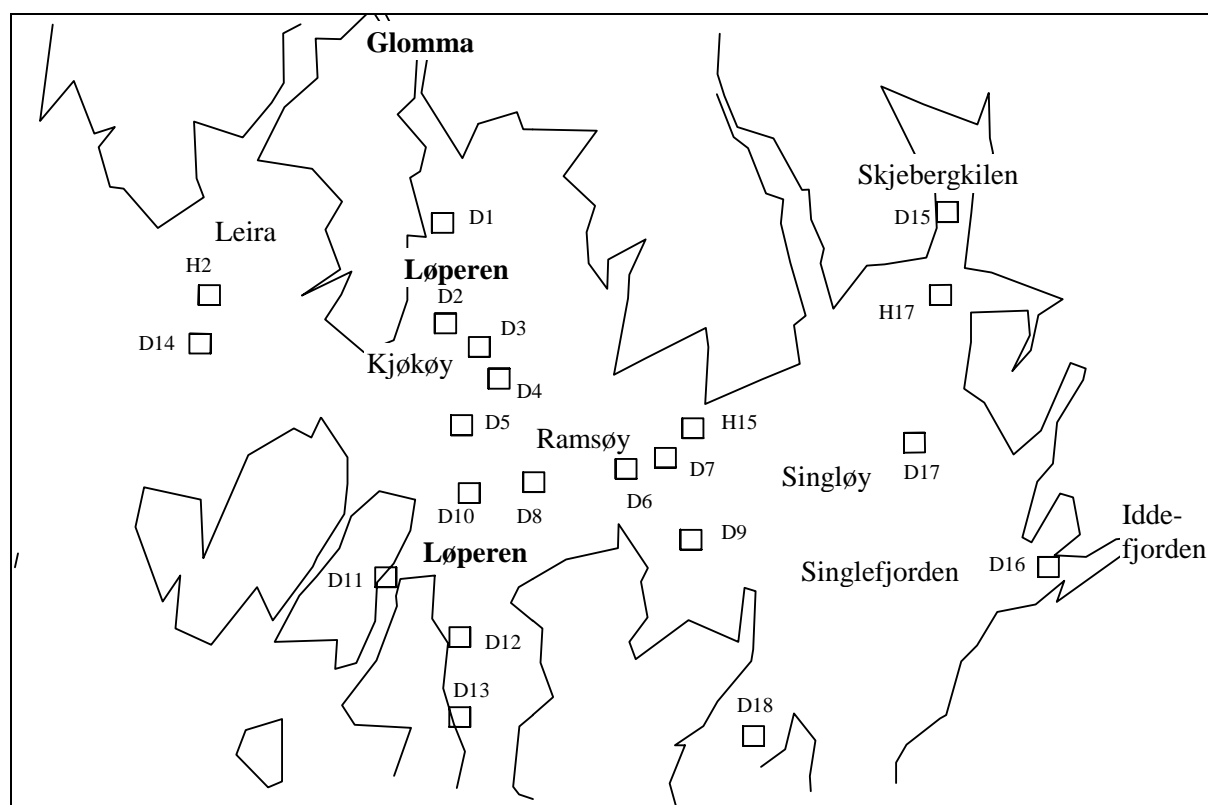 Glomma
Skjebergkilen
D15
D1
Leira
H2
Løperen
D2
H17
D3
D14
Kjøkøy
D4
D5
Ramsøy
H15
D7
D17
Singløy
D6
D10
D8
Idde-
fjorden
D9
Løperen
D16
Singlefjorden
D11
D12
D13
D18